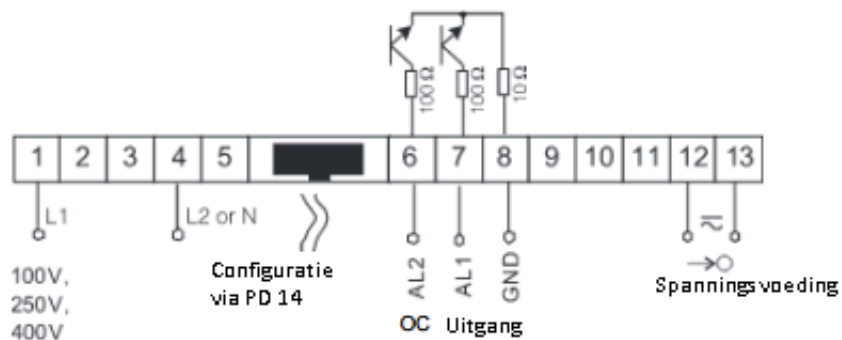 100Ω
100Ω
10Ω
1 2 3 4 5 6 7 8 9 10 11 12 13
L1
L2 or N
AL2
AL1
GND
100V,
250V,
400V
Configuratie
via PD 14
OC Uitgang
Spanningsvoeding